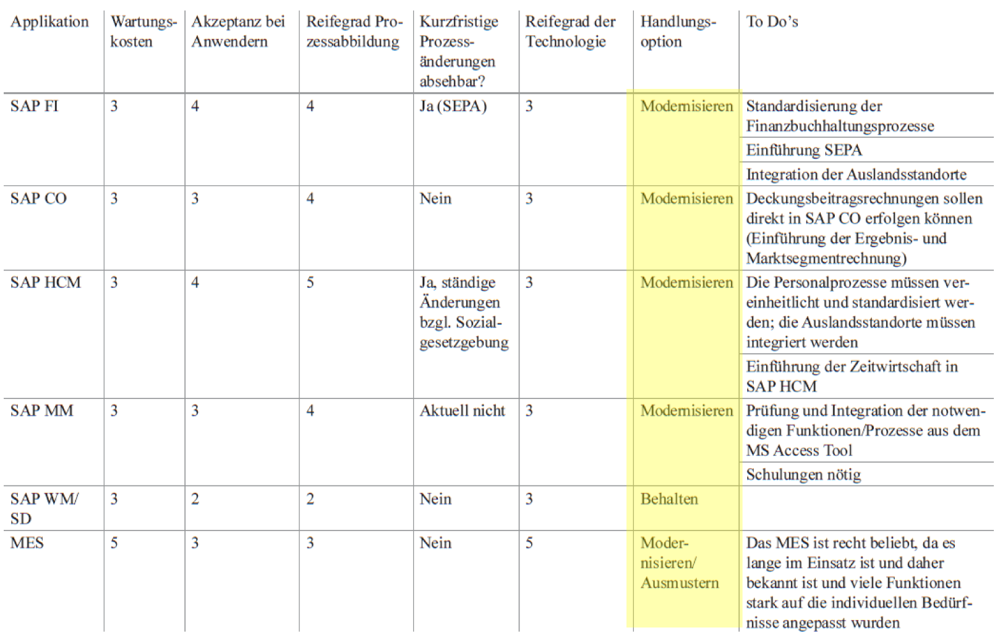 Applikation
Wartungs-
kosten
Akzeptanz bei
Anwendern
Reifegrad Pro-
zessabbildung
Kurzfristige
Prozess-
änderungen
absehbar?
Reifegrad der
Technologie
Handlungs-
option
To Do's
SAP FI
3
4
4
Ja (SEPA)
3
Modernisieren
Standardisierung der
Finanzbuchhaltungsprozesse
Einführung SEPA
Integration der Auslandsstandorte
SAP CO
3
3
4
Nein
3
Modernisieren
Deckungsbeitragsrechnungen sollen
direkt in SAP CO erfolgen können
(Einführung der Ergebnis- und
Marktsegmentrechnung)
SAP HCM
3
4
5
Ja, ständige
Änderungen
bzgl. Sozial-
gesetzgebung
3
Modernisieren
Die Personalprozesse müssen ver-
einheitlicht und standardisiert wer-
den; die Auslandsstandorte müssen
integriert werden
Einführung der Zeitwirtschaft in
SAP HCM
SAP MM
3
3
4
Aktuell nicht
3
Modernisieren
Prüfung und Integration der notwen-
digen Funktionen/Prozesse aus dem
MS Access Tool
Schulungen nötig
SAP WM/
SD
3
2
2
Nein
3
Behalten
MES
5
3
3
Nein
5
Moder-
nisieren/
Ausmustern
Das MES ist recht beliebt, da es
lange im Einsatz ist und daher
bekannt ist und viele Funktionen
stark auf die individuellen Bedürf-
nisse angepasst wurden